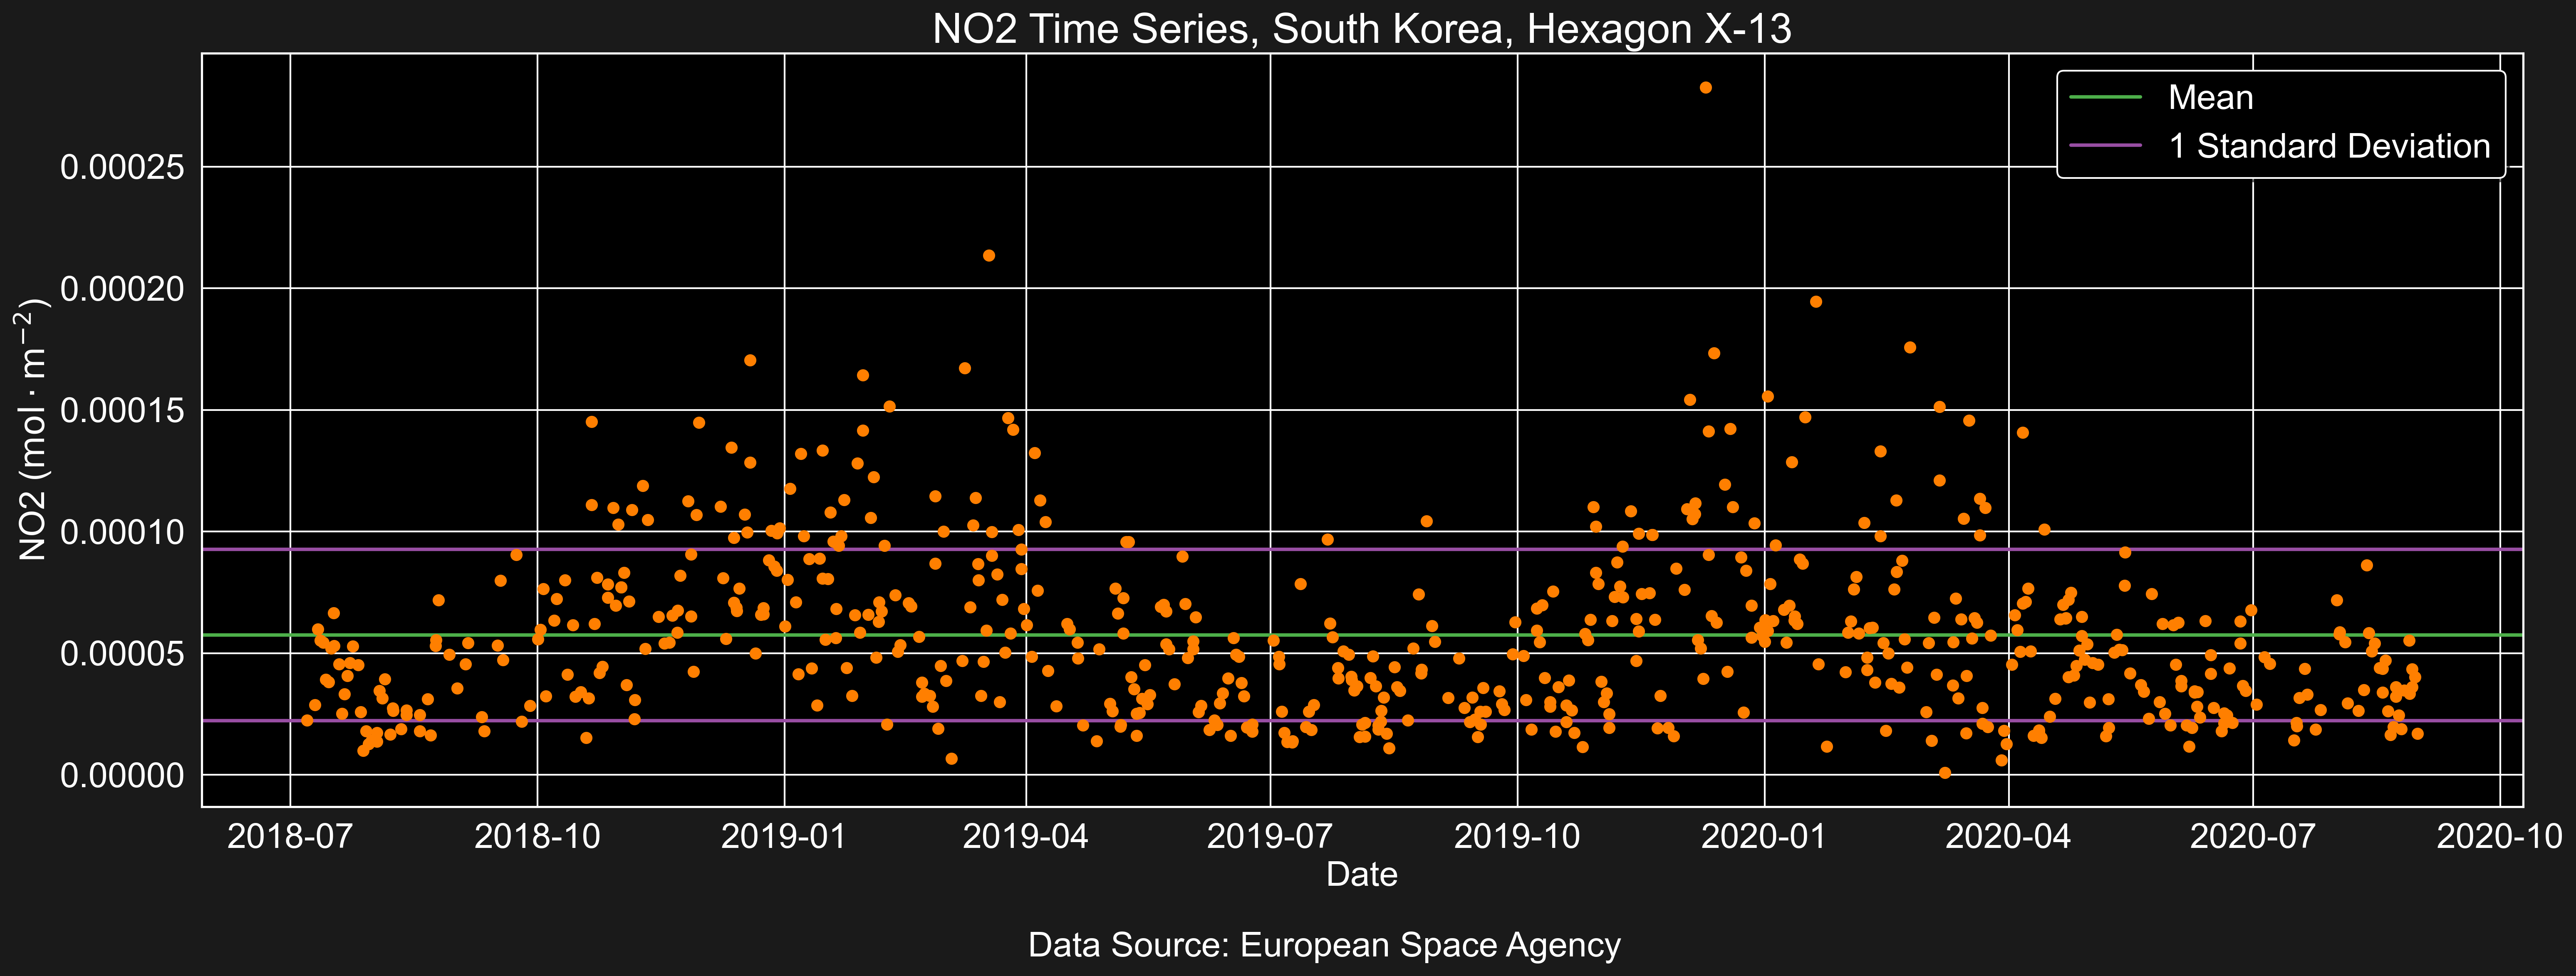 NO2 Time Series, South Korea, Hexagon X-13
Mean
1 Standard Deviation
NO2 (mol · m⁻²)
0.00025
0.00020
0.00015
0.00010
0.00005
0.00000
2018-07 2018-10 2019-01 2019-04 2019-07 2019-10 2020-01 2020-04 2020-07 2020-10
Date
Data Source: European Space Agency